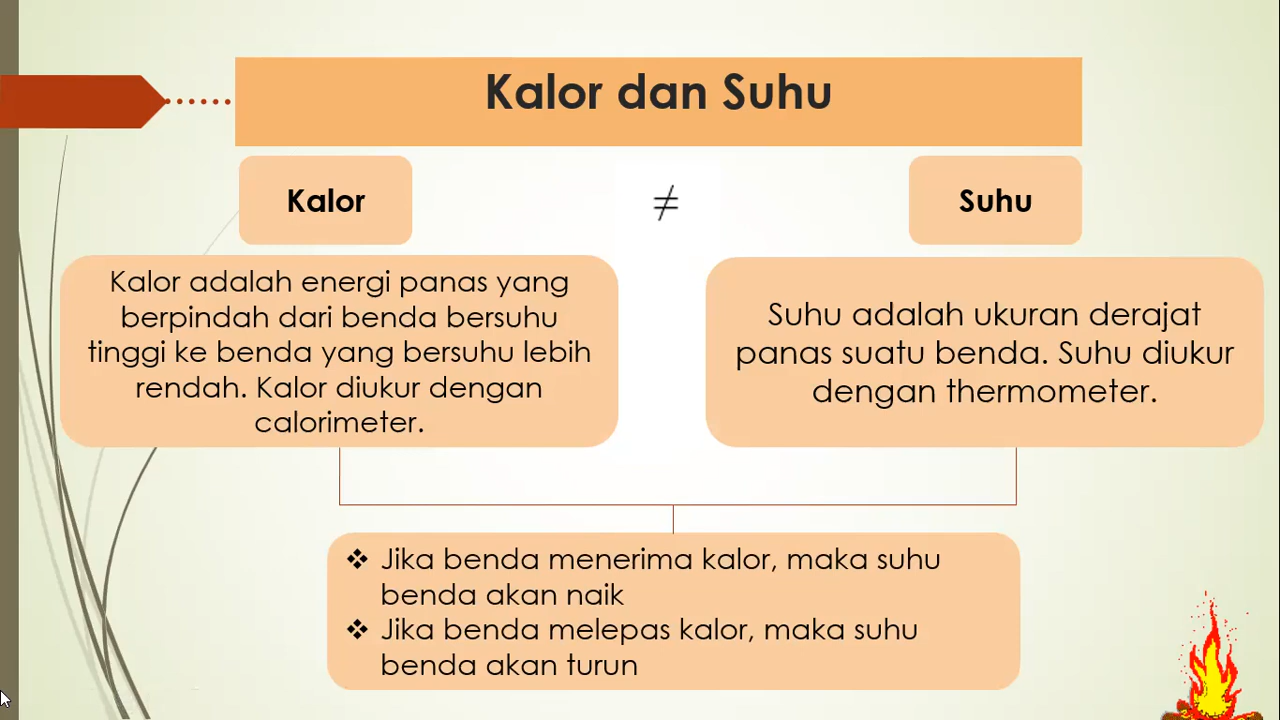 Kalor dan Suhu
Kalor
≠
Suhu
Kalor adalah energi panas yang
berpindah dari benda bersuhu
tinggi ke benda yang bersuhu lebih
rendah. Kalor diukur dengan
calorimeter.
Suhu adalah ukuran derajat
panas suatu benda. Suhu diukur
dengan thermometer.
❖ Jika benda menerima kalor, maka suhu
benda akan naik
❖ Jika benda melepas kalor, maka suhu
benda akan turun